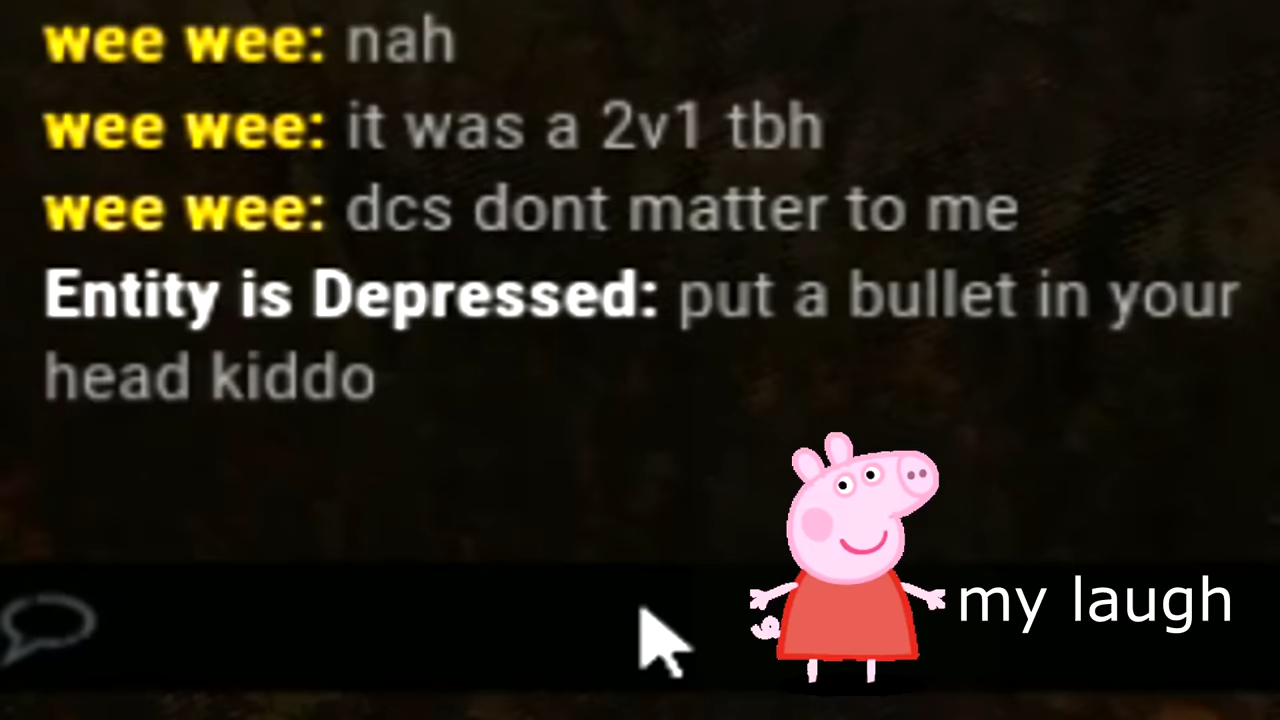 wee wee: nah
wee wee: it was a 2v1 tbh
wee wee: dcs dont matter to me
Entity is Depressed: put a bullet in your
head kiddo
my laugh